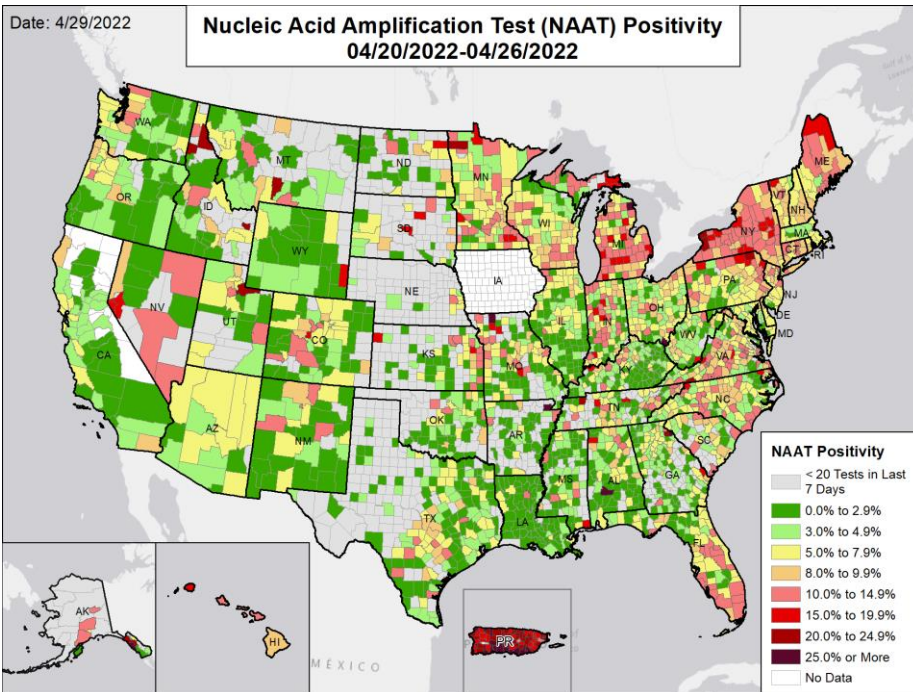 Date: 4/29/2022
Nucleic Acid Amplification Test (NAAT) Positivity
04/20/2022-04/26/2022
WA
MT
ND
MN
ME
OR
ID
SD
WI
MI
VT
NH
NY
MA
CT
RI
WY
IA
NE
PA
NJ
NV
UT
CO
IL
IN
OH
DE
MD
WV
CA
KS
MO
KY
VA
AZ
NM
OK
AR
TN
NC
SC
MS
AL
GA
TX
LA
FL
AK
HI
PR
MÉXICO
NAAT Positivity
< 20 Tests in Last
7 Days
0.0% to 2.9%
3.0% to 4.9%
5.0% to 7.9%
8.0% to 9.9%
10.0% to 14.9%
15.0% to 19.9%
20.0% to 24.9%
25.0% or More
No Data